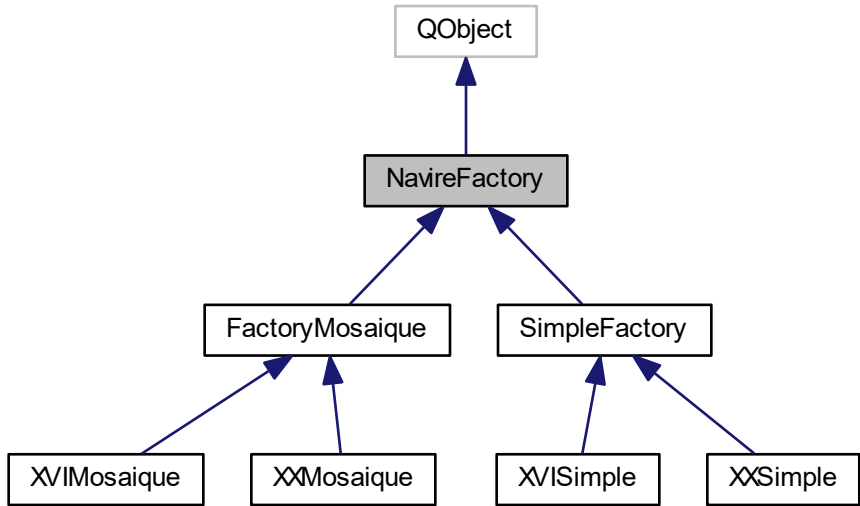 QObject
NavireFactory
FactoryMosaique
SimpleFactory
XVIMosaique
XXMosaique
XVISimple
XXSimple